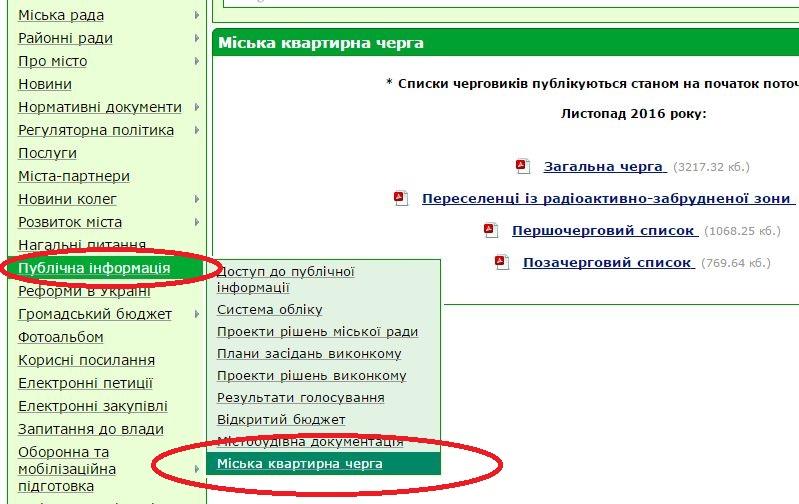 Міська рада
Районні ради
Про місто
Новини
Нормативні документи
Регуляторна політика
Послуги
Міста-партнери
Новини колег
Розвиток міста
Нагальні питання
Публічна інформація
Реформи в Україні
Громадський бюджет
Фотоальбом
Корисні посилання
Електронні петиції
Електронні закупівлі
Запитання до влади
Оборонна та
мобілізаційна
підготовка
Доступ до публічної
інформації
Система обліку
Проекти рішень міської ради
Плани засідань виконкому
Проекти рішень виконкому
Результати голосування
Відкритий бюджет
Містобудівна документація
Міська квартирна черга
Міська квартирна черга
* Списки черговиків публікуються станом на початок
Листопад 2016 року:
Загальна черга (3217.32 кб.)
Переселенці із радіоактивно-забрудненої зони
Першочерговий список (1068.25 кб.)
Позачерговий список (769.64 кб.)